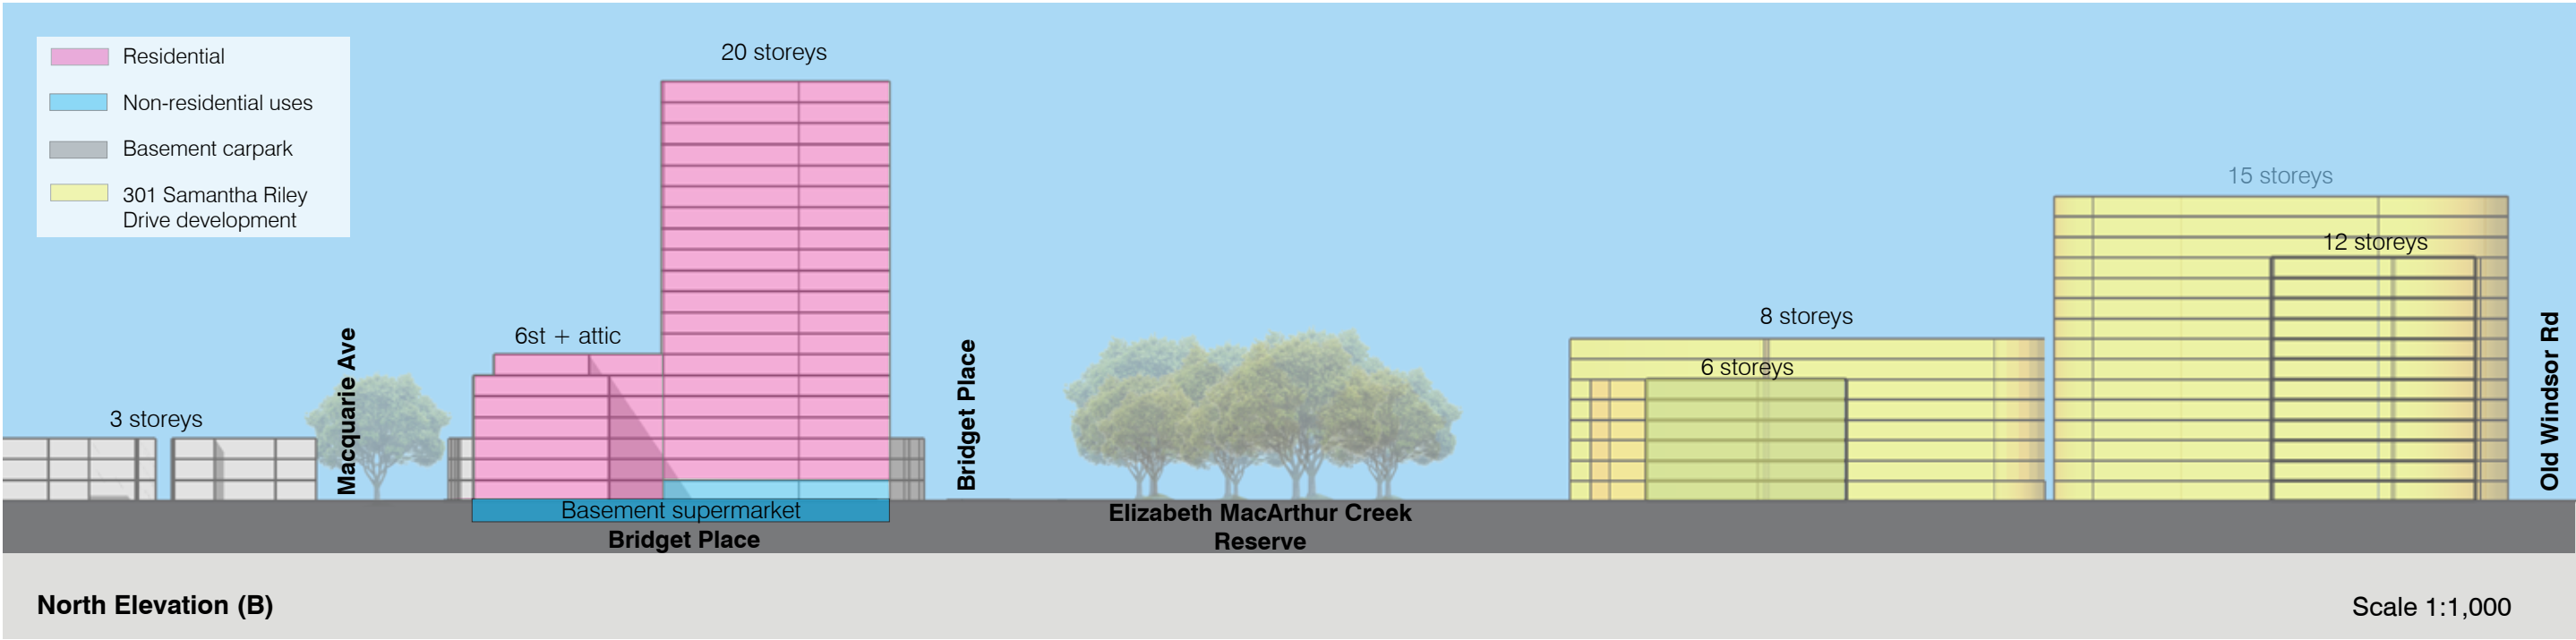 Residential
Non-residential uses
Basement carpark
301 Samantha Riley
Drive development
20 storeys
6st + attic
3 storeys
Macquarie Ave
Bridget Place
15 storeys
12 storeys
8 storeys
6 storeys
Old Windsor Rd
Basement supermarket
Bridget Place
Elizabeth MacArthur Creek
Reserve
North Elevation (B)
Scale 1:1,000